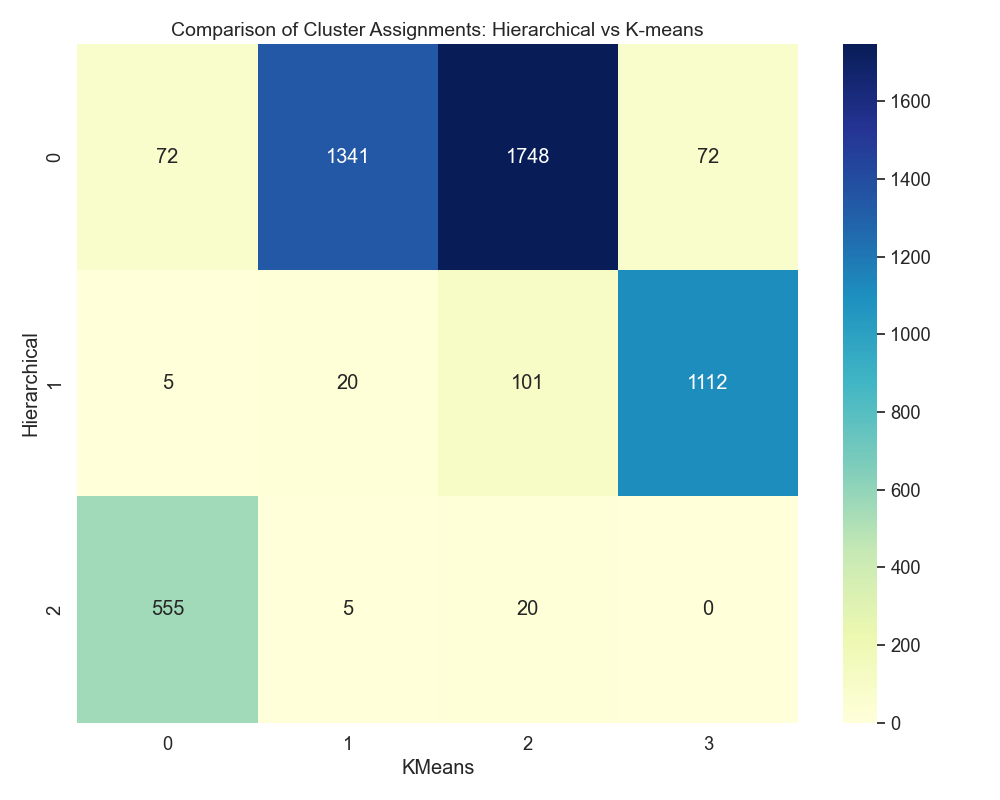 Comparison of Cluster Assignments: Hierarchical vs K-means
72 1341 1748 72
5 20 101 1112
555 5 20 0
0
1
2
Hierarchical
0 1 2 3
KMeans
1600
1400
1200
1000
800
600
400
200
0